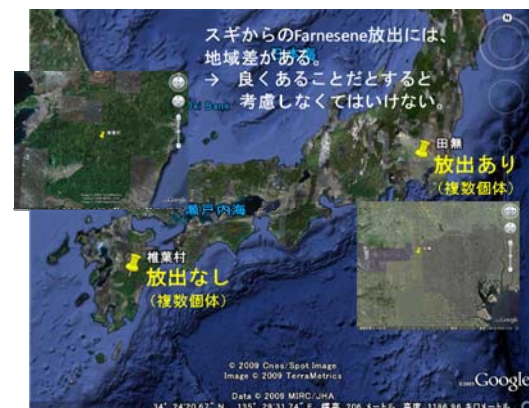 スギからのFarnesene放出には、
地域差がある。
→ 良くあることだとすると
考慮しなくてはいけない。
田無
放出あり
(複数個体)
瀬戸内海
椎葉村
放出なし
(複数個体)
© 2009 Cnes/Spot Image
Image © 2009 TerraMetrics
Data © 2009 MIRC/JHA
©2009 Google